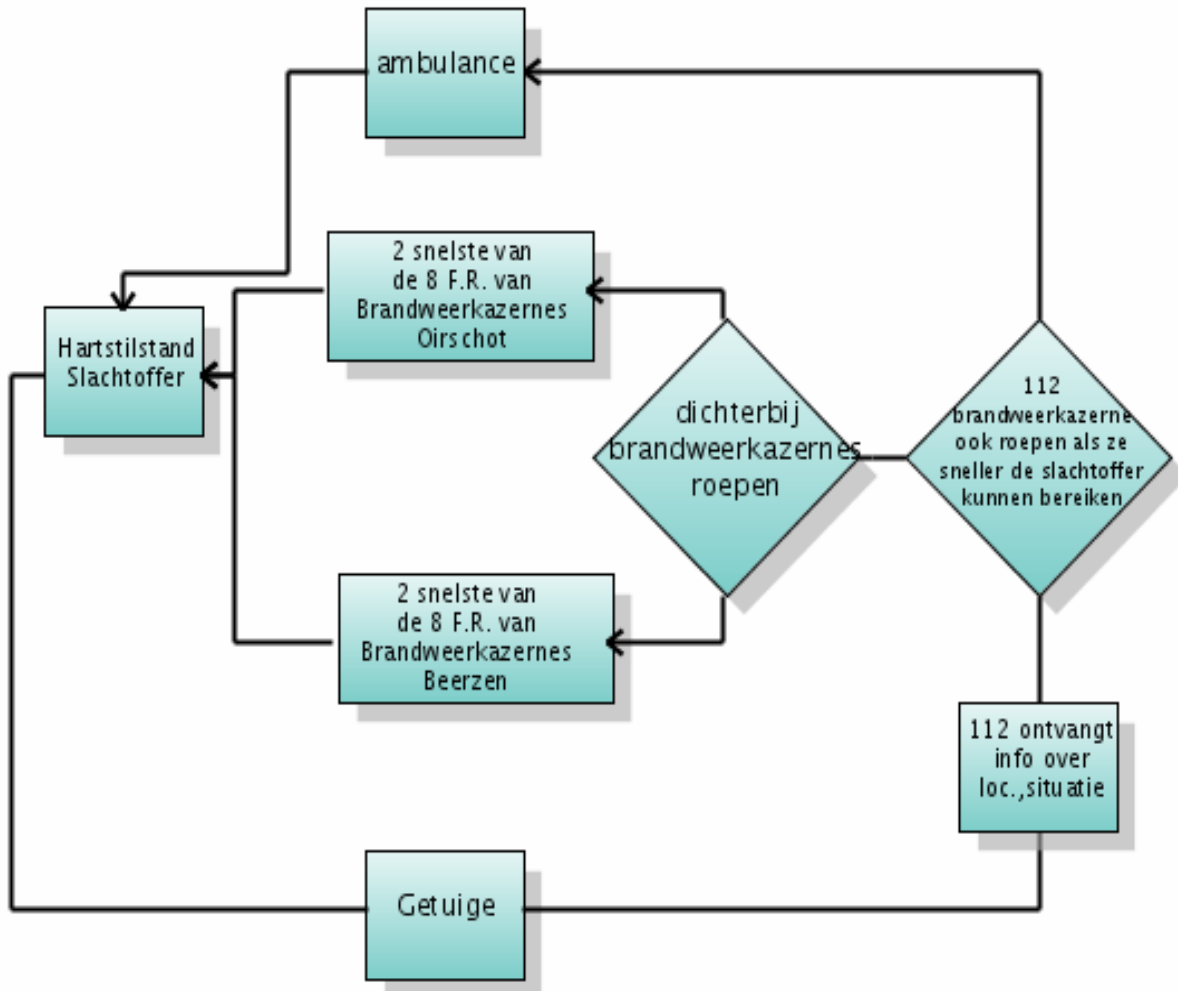 ambulance
2 snelste van
de 8 F.R. van
Brandweerkazernes
Oirschot
Hartstilstand
Slachtoffer
dichterbij
brandweerkazernes
roepen
112
brandweerkazerne
ook roepen als ze
sneller de slachtoffer
kunnen bereiken
2 snelste van
de 8 F.R. van
Brandweerkazernes
Beerzen
112 ontvangt
info over
loc.,situatie
Getuige